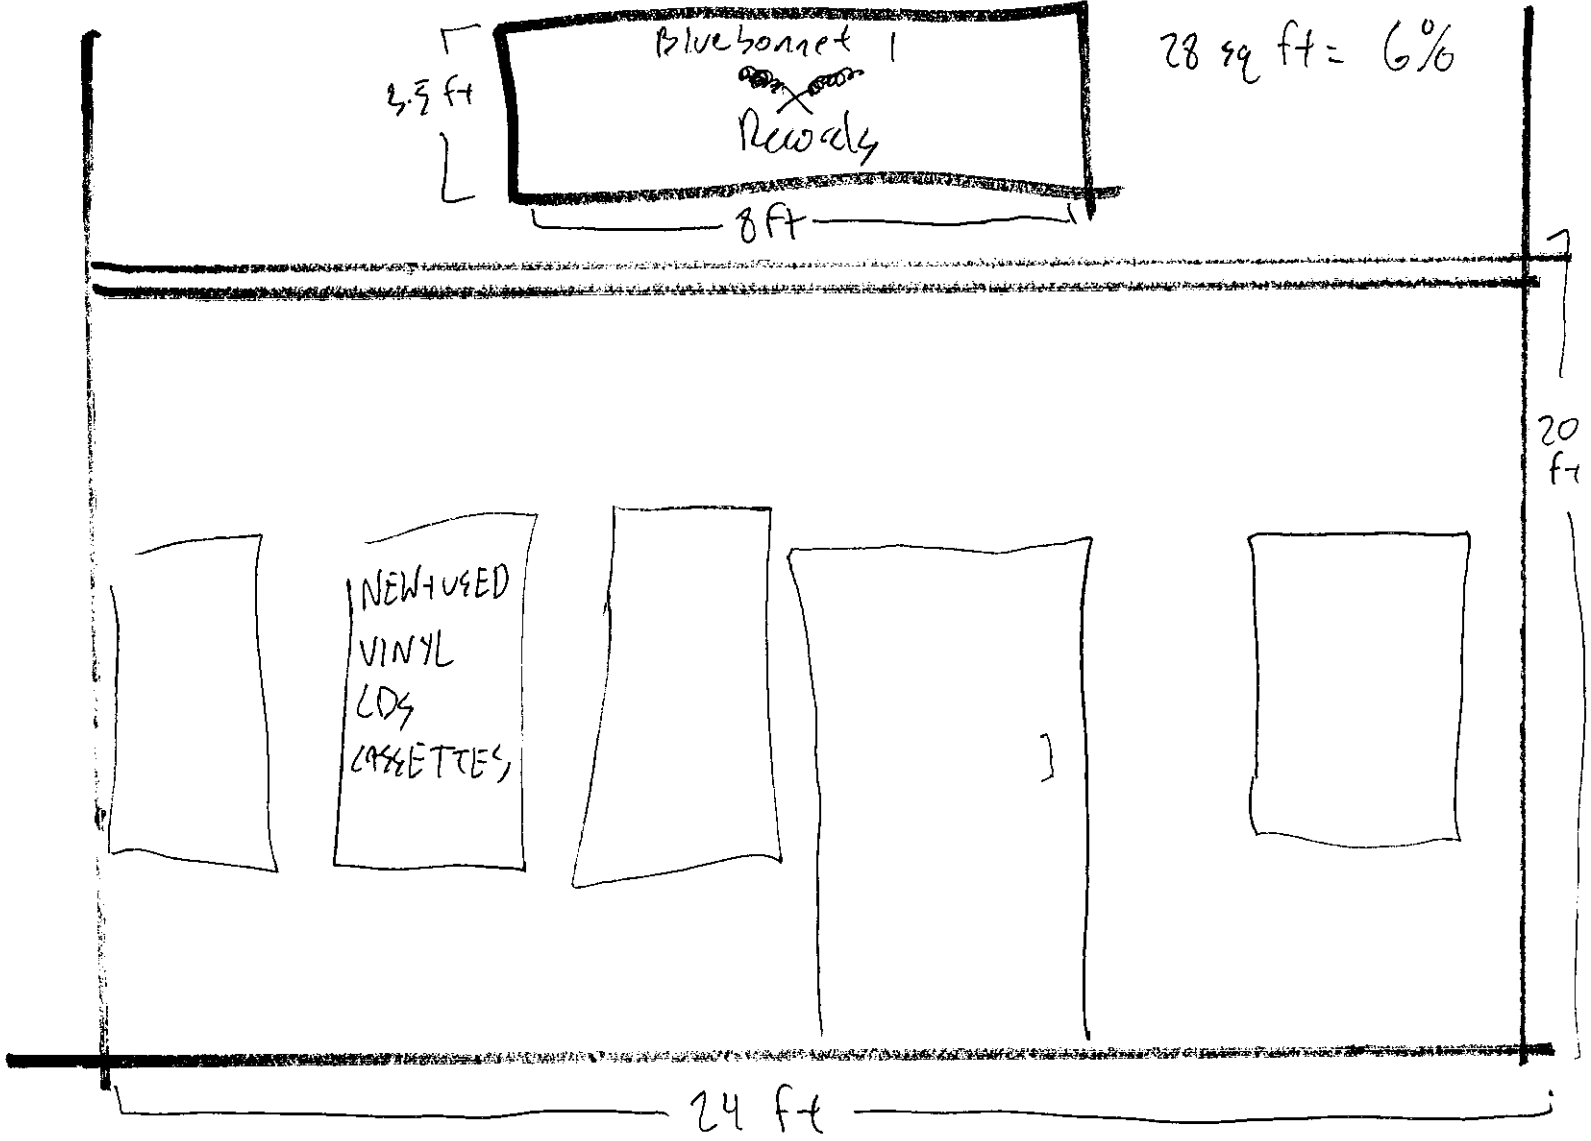 Bluebonnet
Records
28 sq ft = 6%
3.5 ft
8 ft
20
ft
NEW+USED
VINYL
CDS
CASSETTES
24 ft